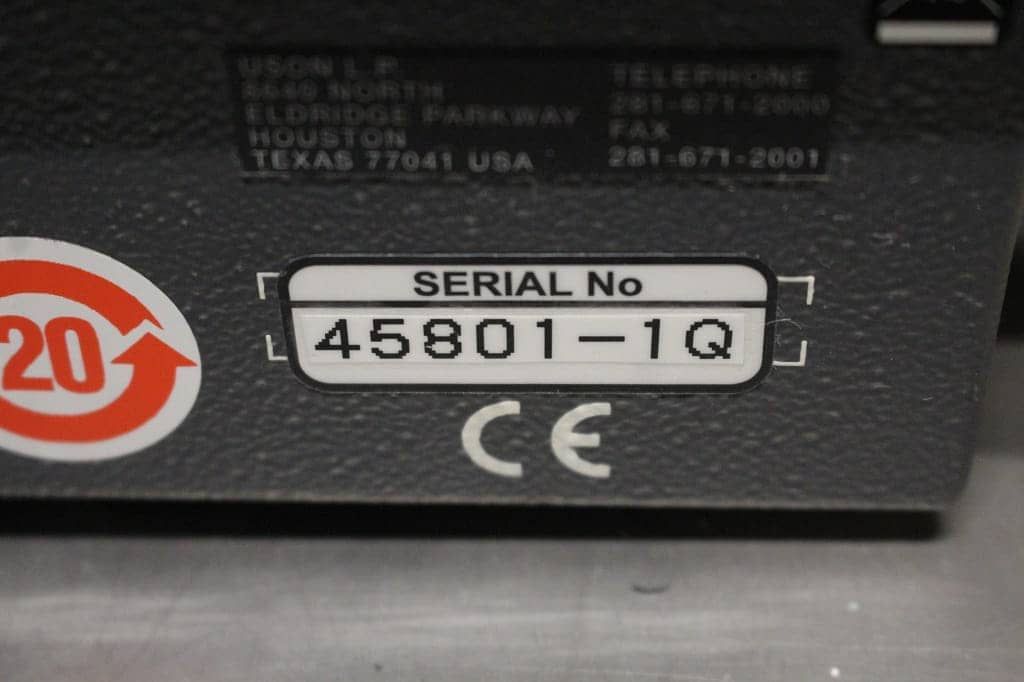 USON L.P.
8640 NORTH
ELDRIDGE PARKWAY
HOUSTON
TEXAS 77041 USA
TELEPHONE
281-671-2000
FAX
281-671-2001
SERIAL No
45801-1Q
CE
20